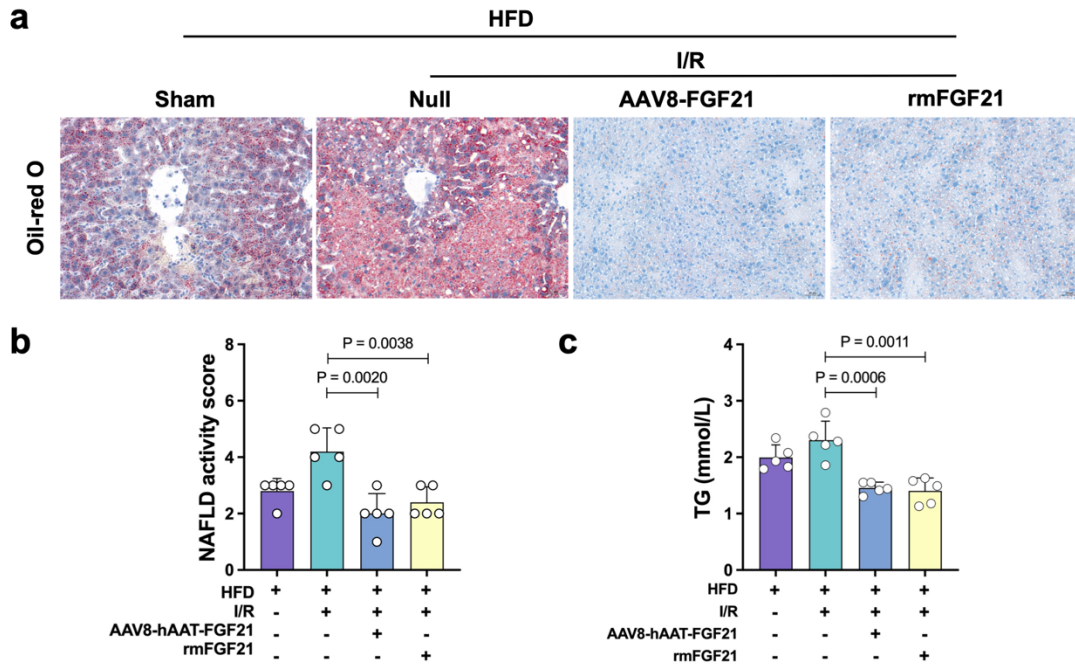 a
HFD
I/R
Sham Null AAV8-FGF21 rmFGF21
Oil-red O
b
NAFLD activity score
8
6
4
2
0
P = 0.0038
P = 0.0020
HFD + + + +
I/R - + + +
AAV8-hAAT-FGF21 - - + -
rmFGF21 - - - +
c
TG (mmol/L)
4
3
2
1
0
P = 0.0011
P = 0.0006
HFD + + + +
I/R - + + +
AAV8-hAAT-FGF21 - - + -
rmFGF21 - - - +